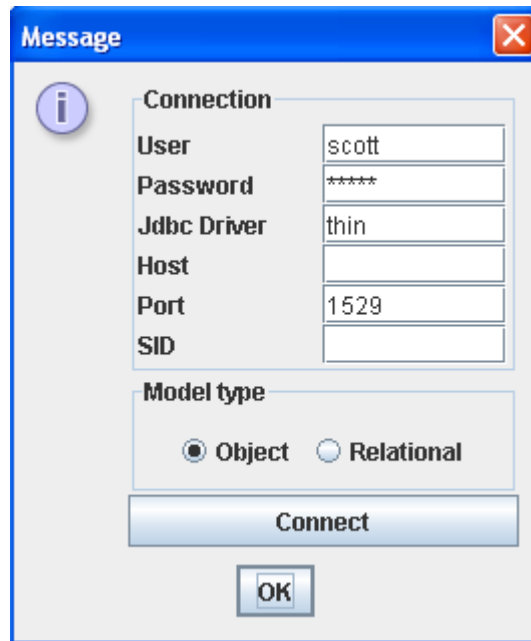 Message
i
Connection
User scott
Password *****
Jdbc Driver thin
Host
Port 1529
SID
Model type
Object Relational
Connect
OK